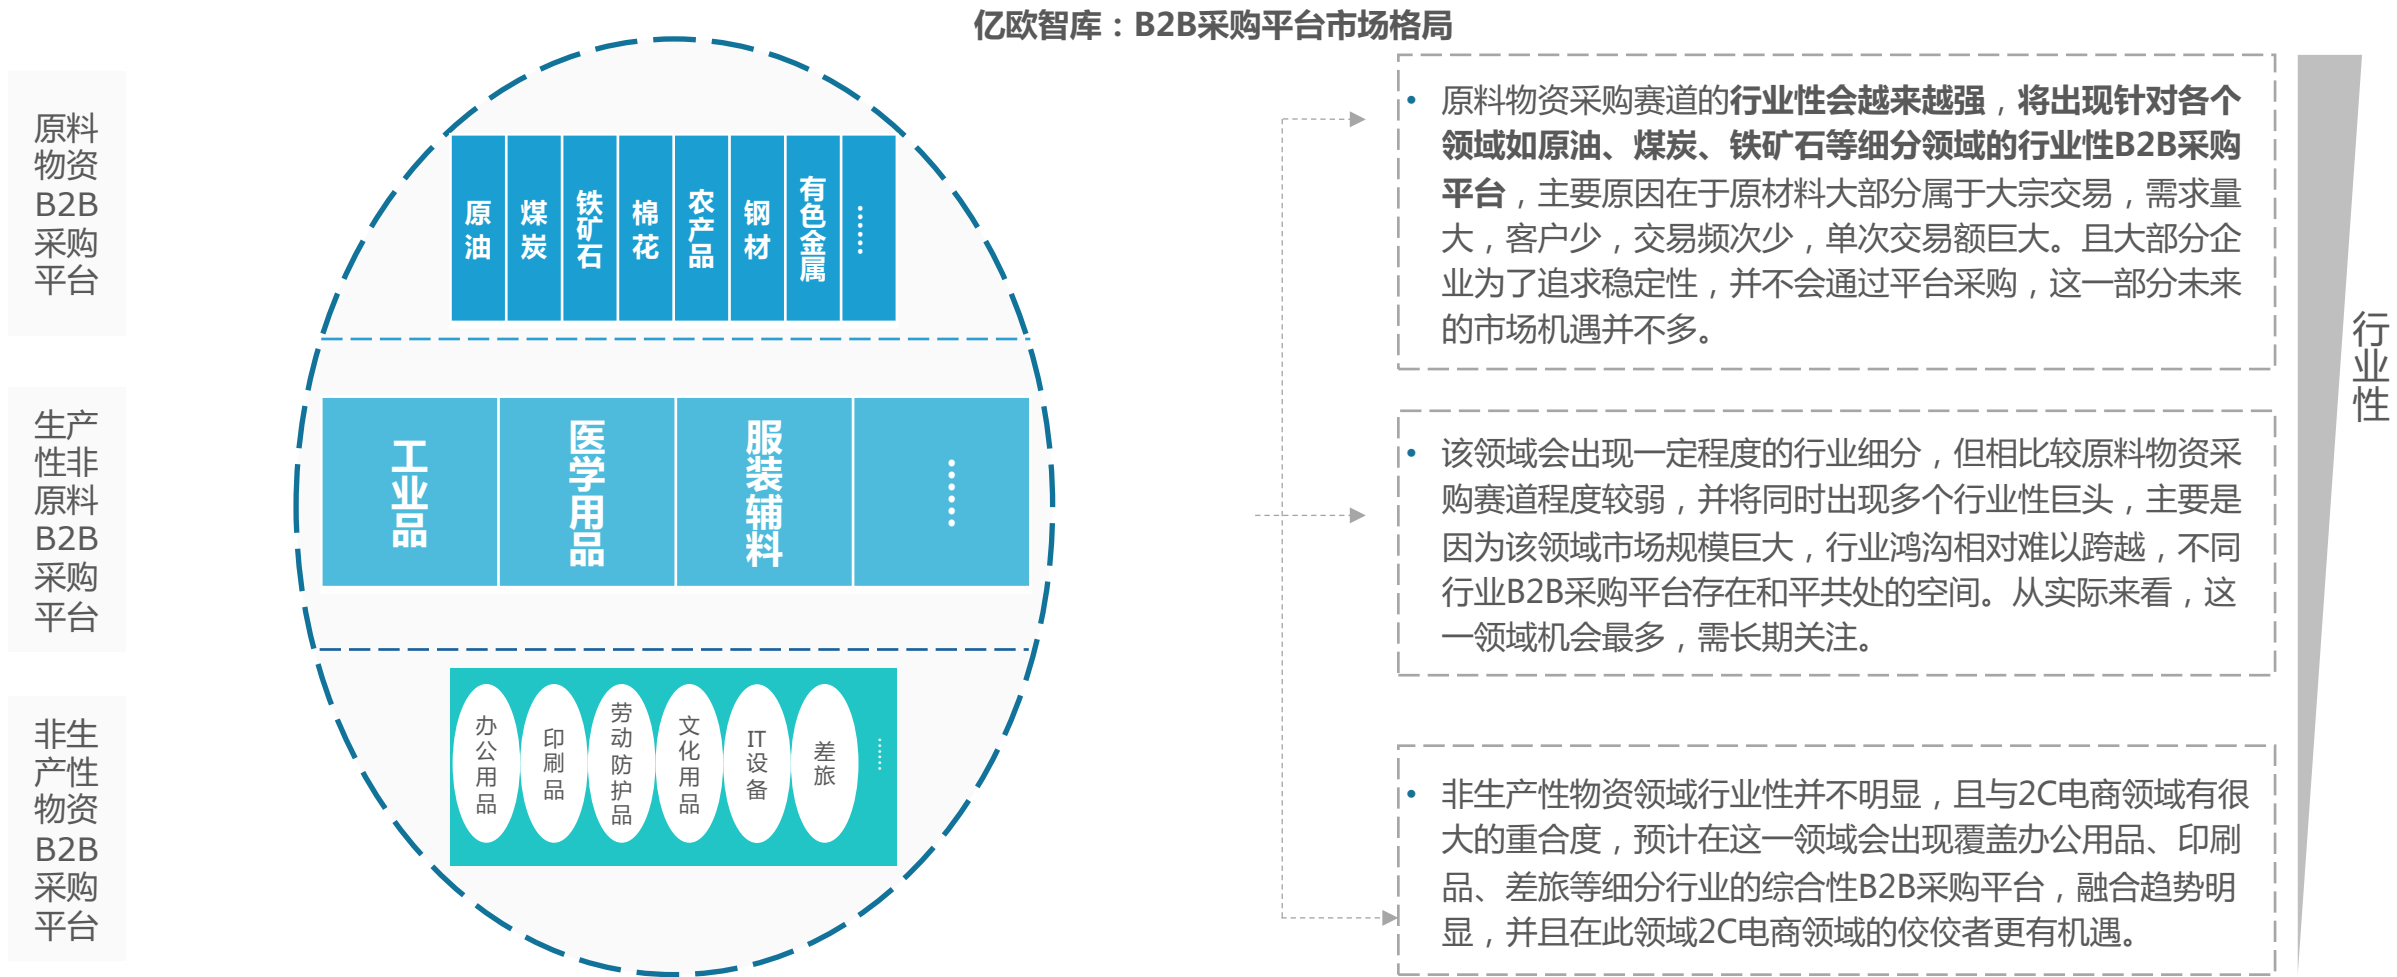 亿欧智库：B2B采购平台市场格局
原料
物资
B2B
采购
平台
原油
煤炭
铁矿石
棉花
农产品
钢材
有色金属
……
• 原料物资采购赛道的行业性会越来越强，将出现针对各个
领域如原油、煤炭、铁矿石等细分领域的行业性B2B采购
平台，主要原因在于原材料大部分属于大宗交易，需求量
大，客户少，交易频次少，单次交易额巨大。且大部分企
业为了追求稳定性，并不会通过平台采购，这一部分未来
的市场机遇并不多。
行业性
生产
性非
原料
B2B
采购
平台
工业品
医学用品
服装辅料
……
• 该领域会出现一定程度的行业细分，但相比较原料物资采
购赛道程度较弱，并将同时出现多个行业性巨头，主要是
因为该领域市场规模巨大，行业鸿沟相对难以跨越，不同
行业B2B采购平台存在和平共处的空间。从实际来看，这
一领域机会最多，需长期关注。
非生
产性
物资
B2B
采购
平台
办公用品
印刷品
劳动防护品
文化用品
IT设备
差旅
……
• 非生产性物资领域行业性并不明显，且与2C电商领域有很
大的重合度，预计在这一领域会出现覆盖办公用品、印刷
品、差旅等细分行业的综合性B2B采购平台，融合趋势明
显，并且在此领域2C电商领域的佼佼者更有机遇。